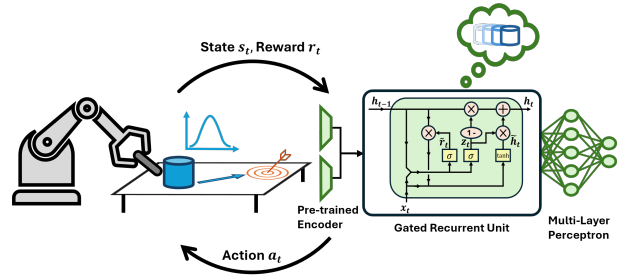 State s_t, Reward r_t
h_{t-1}
h_t
r̃_t
z_t
1-
h̃_t
σ
σ
tanh
x_t
Pre-trained
Encoder
Gated Recurrent Unit
Multi-Layer
Perceptron
Action a_t